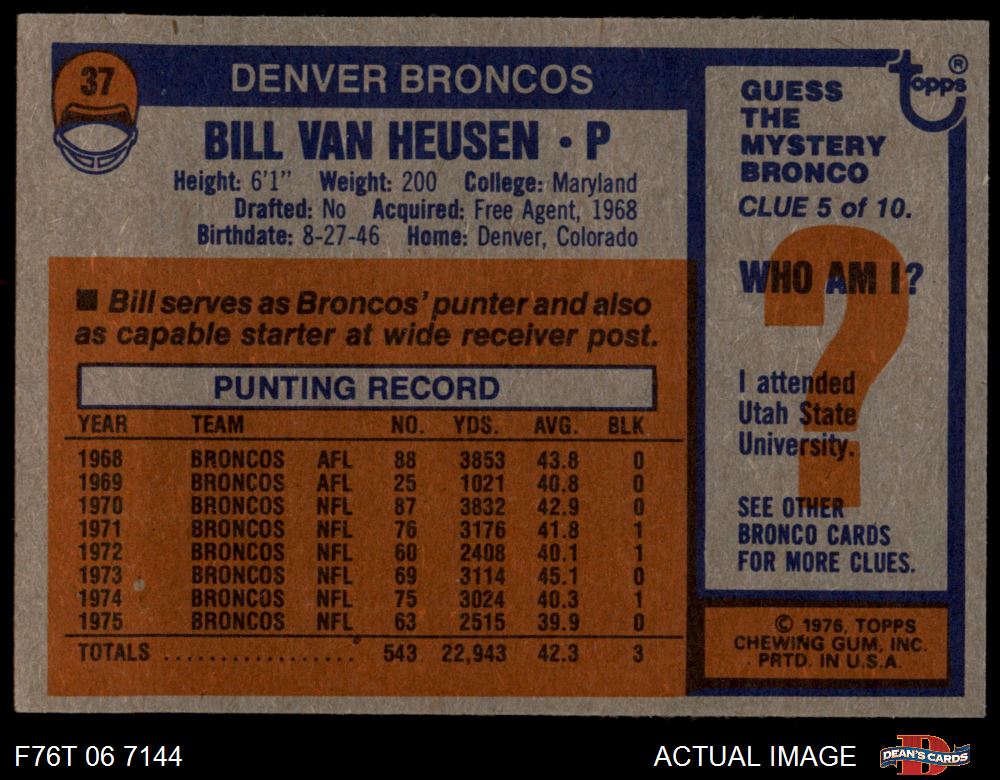 37
DENVER BRONCOS
BILL VAN HEUSEN • P
Height: 6'1" Weight: 200 College: Maryland
Drafted: No Acquired: Free Agent, 1968
Birthdate: 8-27-46 Home: Denver, Colorado
■ Bill serves as Broncos' punter and also
as capable starter at wide receiver post.
PUNTING RECORD
YEAR TEAM NO. YDS. AVG. BLK
1968 BRONCOS AFL 88 3853 43.8 0
1969 BRONCOS AFL 25 1021 40.8 0
1970 BRONCOS NFL 87 3832 42.9 0
1971 BRONCOS NFL 76 3176 41.8 1
1972 BRONCOS NFL 60 2408 40.1 1
1973 BRONCOS NFL 69 3114 45.1 0
1974 BRONCOS NFL 75 3024 40.3 1
1975 BRONCOS NFL 63 2515 39.9 0
TOTALS .................. 543 22,943 42.3 3
topps ®
GUESS
THE
MYSTERY
BRONCO
CLUE 5 of 10.
WHO AM I?
?
I attended
Utah State
University.
SEE OTHER
BRONCO CARDS
FOR MORE CLUES.
© 1976, TOPPS
CHEWING GUM, INC.
PRTD. IN U.S.A.
F76T 06 7144
ACTUAL IMAGE
D
DEAN'S CARDS